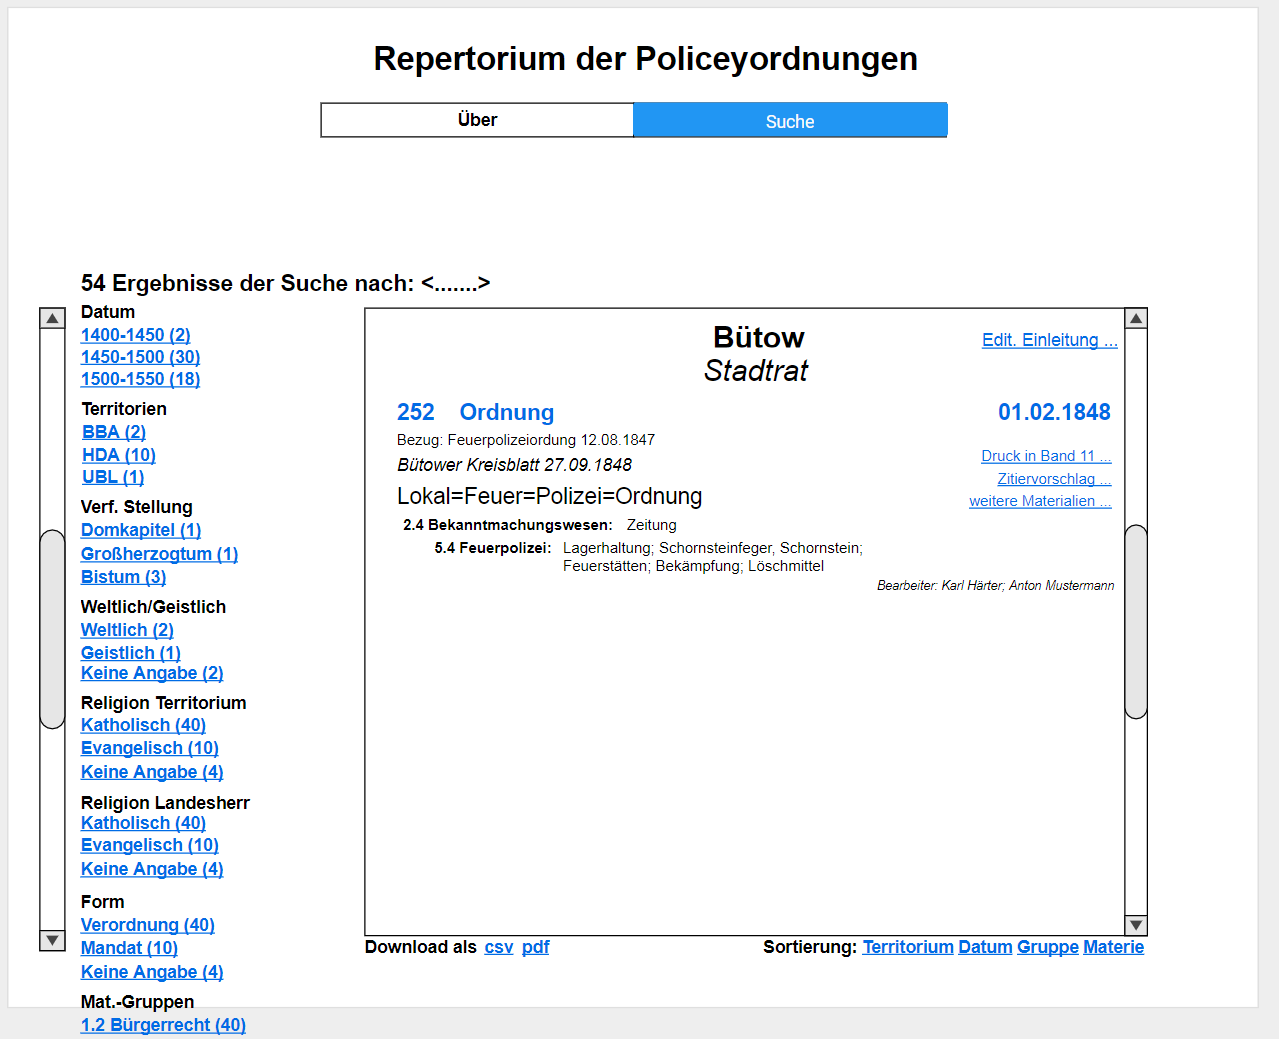 Repertorium der Policeyordnungen
Über
Suche
54 Ergebnisse der Suche nach: <.......>
Datum
1400-1450 (2)
1450-1500 (30)
1500-1550 (18)
Territorien
BBA (2)
HDA (10)
UBL (1)
Verf. Stellung
Domkapitel (1)
Großherzogtum (1)
Bistum (3)
Weltlich/Geistlich
Weltlich (2)
Geistlich (1)
Keine Angabe (2)
Religion Territorium
Katholisch (40)
Evangelisch (10)
Keine Angabe (4)
Religion Landesherr
Katholisch (40)
Evangelisch (10)
Keine Angabe (4)
Form
Verordnung (40)
Mandat (10)
Keine Angabe (4)
Mat.-Gruppen
1.2 Bürgerrecht (40)
Bütow
Edit. Einleitung ...
Stadtrat
252 Ordnung 01.02.1848
Bezug: Feuerpolizeiordung 12.08.1847
Bütower Kreisblatt 27.09.1848
Druck in Band 11 ...
Zitiervorschlag ...
weitere Materialien ...
Lokal=Feuer=Polizei=Ordnung
2.4 Bekanntmachungswesen: Zeitung
5.4 Feuerpolizei: Lagerhaltung; Schornsteinfeger, Schornstein;
Feuerstätten; Bekämpfung; Löschmittel
Bearbeiter: Karl Härter; Anton Mustermann
Download als csv pdf
Sortierung: Territorium Datum Gruppe Materie